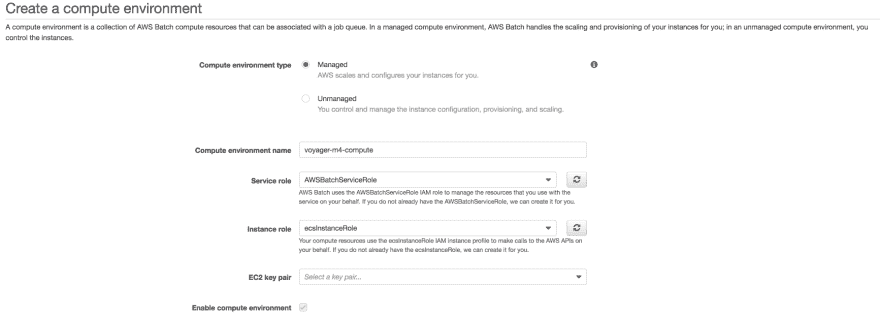 Create a compute environment
A compute environment is a collection of AWS Batch compute resources that can be associated with a job queue. In a managed compute environment, AWS Batch handles the scaling and provisioning of your instances for you; in an unmanaged compute environment, you
control the instances.
Compute environment type Managed
AWS scales and configures your instances for you.
Unmanaged
You control and manage the instance configuration, provisioning, and scaling.
Compute environment name voyager-m4-compute
Service role AWSBatchServiceRole
AWS Batch uses the AWSBatchServiceRole IAM role to manage the resources that you use with the
service on your behalf. If you do not already have the AWSBatchServiceRole, we can create it for you.
Instance role ecsInstanceRole
Your compute resources use the ecsInstanceRole IAM instance profile to make calls to the AWS APIs on
your behalf. If you do not already have the ecsInstanceRole, we can create it for you.
EC2 key pair Select a key pair...
Enable compute environment